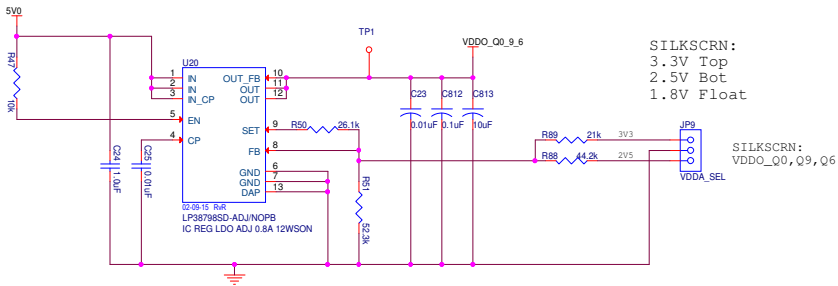 5V0
R47
10k
U20
1
IN
2
IN
3
IN_CP
5
EN
4
CP
OUT_FB
10
OUT
11
OUT
12
SET
9
FB
8
GND
6
GND
7
DAP
13
02-09-15 RvR
LP38798SD-ADJ/NOPB
IC REG LDO ADJ 0.8A 12WSON
C24
1.0uF
C25
0.01uF
R50
26.1k
R51
52.3k
TP1
VDDO_Q0_9_6
C23
0.01uF
C812
0.1uF
C813
10uF
R89
21k
3V3
R88
44.2k
2V5
JP9
VDDA_SEL
SILKSCRN:
3.3V Top
2.5V Bot
1.8V Float
SILKSCRN:
VDDO_Q0,Q9,Q6